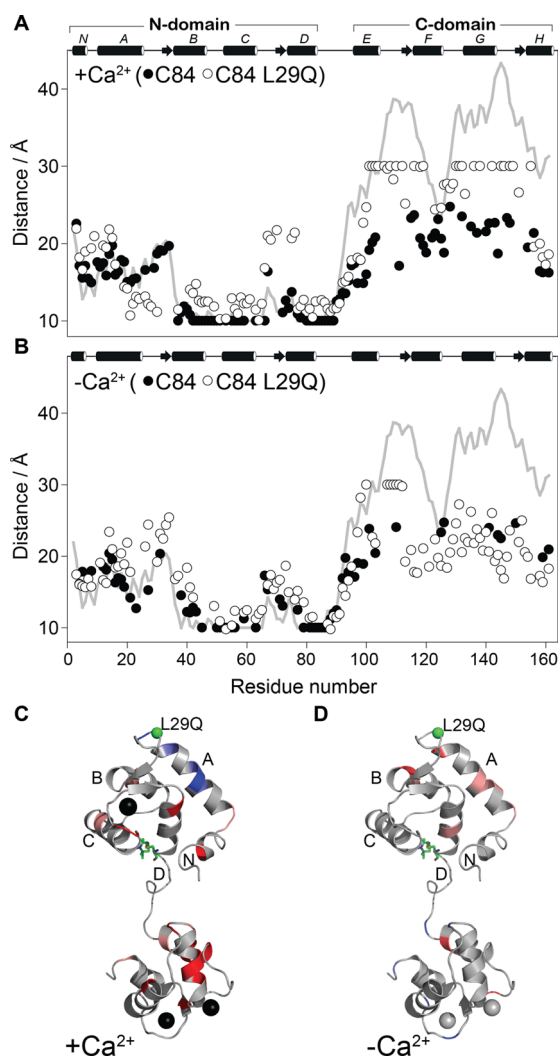 A N-domain C-domain
N A B C D E F G H
+Ca²⁺ (●C84 ○C84 L29Q)
40
30
20
10
Distance / Å
B
-Ca²⁺ (●C84 ○C84 L29Q)
40
30
20
10
Distance / Å
0 20 40 60 80 100 120 140 160
Residue number
C D
L29Q L29Q
A A
B B
C C
N N
D D
+Ca²⁺ -Ca²⁺